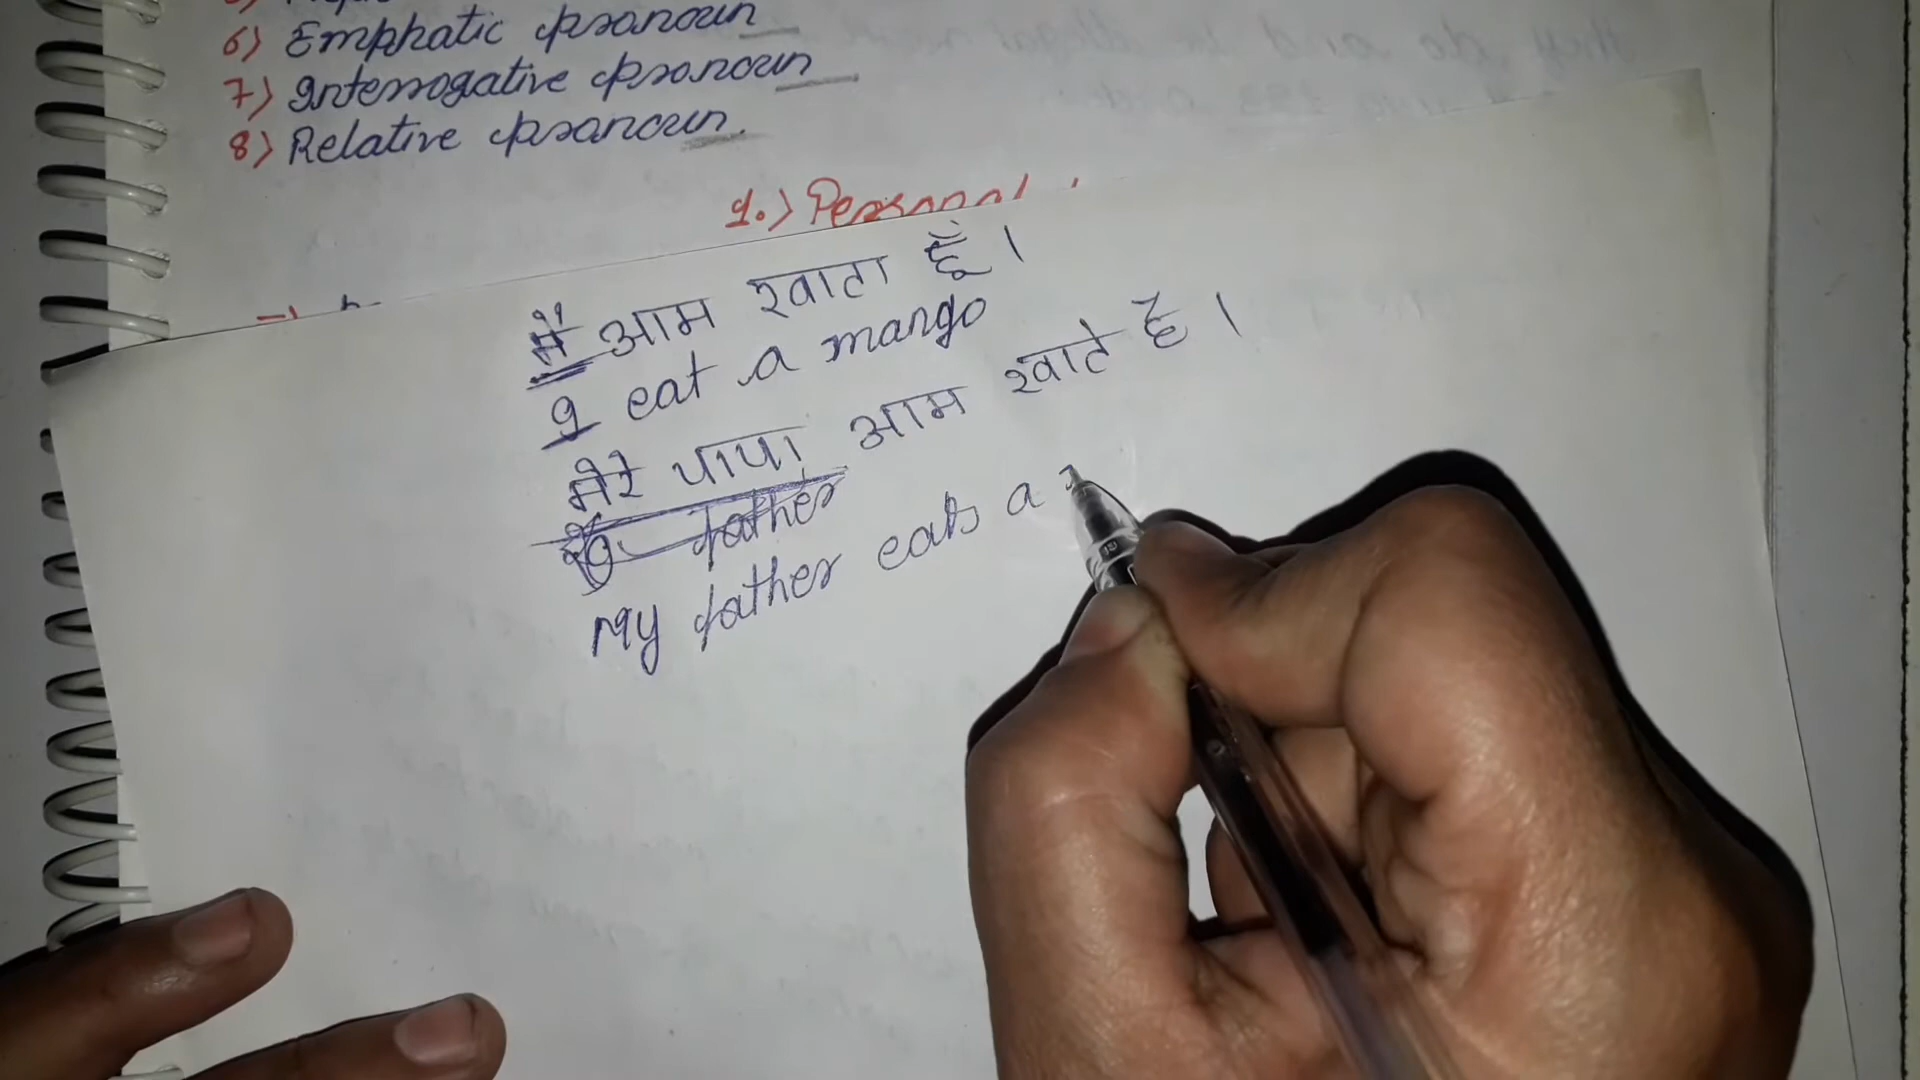 6) Emphatic pronoun
7) Interrogative pronoun
8) Relative pronoun.
1.) Personal
मैं आम खाता हूँ।
I eat a mango
मेरे पापा आम खाते है।
father
My father eats a